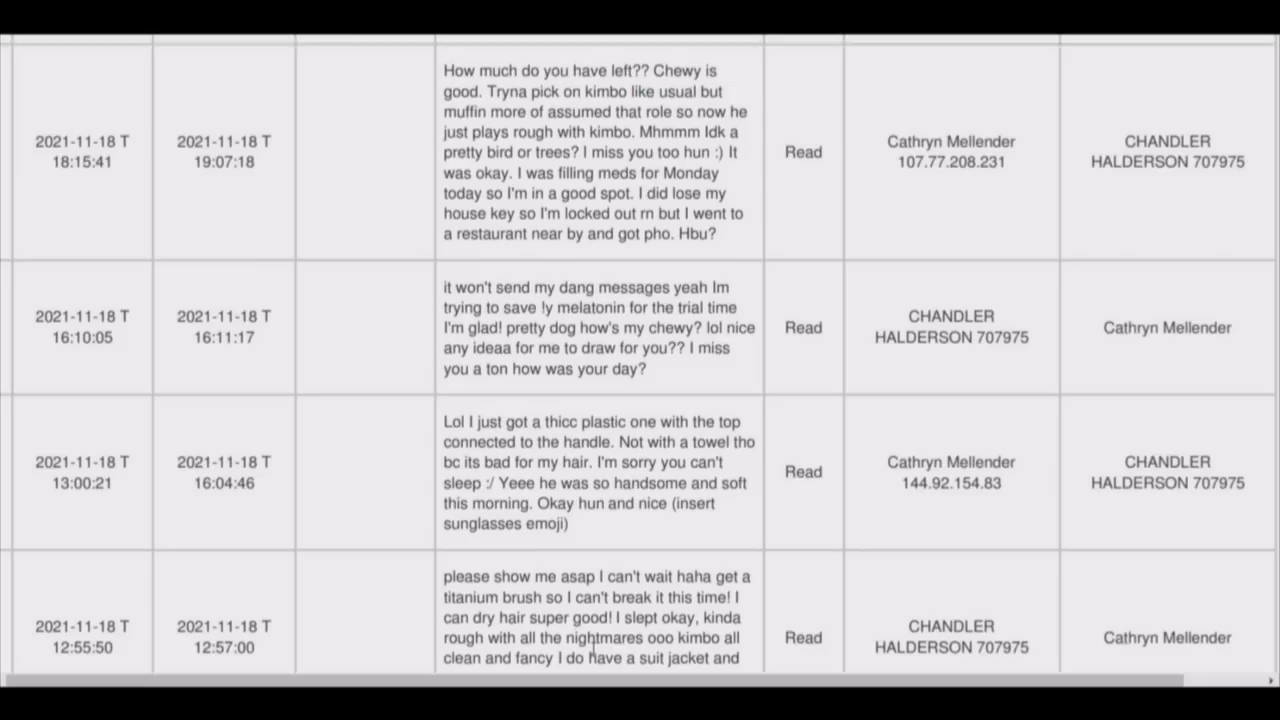 2021-11-18 T
18:15:41
2021-11-18 T
19:07:18
How much do you have left?? Chewy is
good. Tryna pick on kimbo like usual but
muffin more of assumed that role so now he
just plays rough with kimbo. Mhmmm Idk a
pretty bird or trees? I miss you too hun :) It
was okay. I was filling meds for Monday
today so I'm in a good spot. I did lose my
house key so I'm locked out rn but I went to
a restaurant near by and got pho. Hbu?
Read
Cathryn Mellender
107.77.208.231
CHANDLER
HALDERSON 707975
2021-11-18 T
16:10:05
2021-11-18 T
16:11:17
it won't send my dang messages yeah Im
trying to save !y melatonin for the trial time
I'm glad! pretty dog how's my chewy? lol nice
any ideaa for me to draw for you?? I miss
you a ton how was your day?
Read
CHANDLER
HALDERSON 707975
Cathryn Mellender
2021-11-18 T
13:00:21
2021-11-18 T
16:04:46
Lol I just got a thicc plastic one with the top
connected to the handle. Not with a towel tho
bc its bad for my hair. I'm sorry you can't
sleep :/ Yeee he was so handsome and soft
this morning. Okay hun and nice (insert
sunglasses emoji)
Read
Cathryn Mellender
144.92.154.83
CHANDLER
HALDERSON 707975
2021-11-18 T
12:55:50
2021-11-18 T
12:57:00
please show me asap I can't wait haha get a
titanium brush so I can't break it this time! I
can dry hair super good! I slept okay, kinda
rough with all the nightmares ooo kimbo all
clean and fancy I do have a suit jacket and
Read
CHANDLER
HALDERSON 707975
Cathryn Mellender